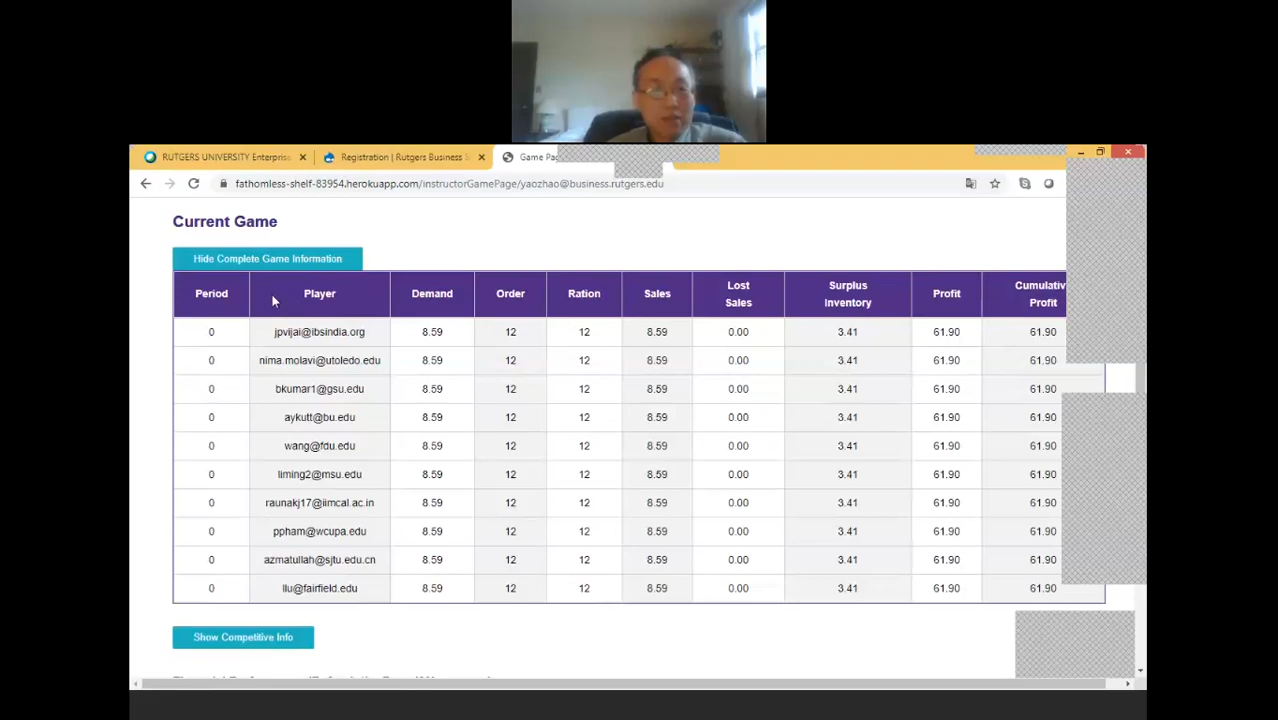 RUTGERS UNIVERSITY Enterprise
Registration | Rutgers Business S
Game Pa
fathomless-shelf-83954.herokuapp.com/instructorGamePage/yaozhao@business.rutgers.edu
Current Game
Hide Complete Game Information
Period Player Demand Order Ration Sales Lost Sales Surplus Inventory Profit Cumulativ Profit
0 jpvijai@ibsindia.org 8.59 12 12 8.59 0.00 3.41 61.90 61.90
0 nima.molavi@utoledo.edu 8.59 12 12 8.59 0.00 3.41 61.90 61.90
0 bkumar1@gsu.edu 8.59 12 12 8.59 0.00 3.41 61.90 61.90
0 aykutt@bu.edu 8.59 12 12 8.59 0.00 3.41 61.90 61.90
0 wang@fdu.edu 8.59 12 12 8.59 0.00 3.41 61.90 61.90
0 liming2@msu.edu 8.59 12 12 8.59 0.00 3.41 61.90 61.90
0 raunakj17@iimcal.ac.in 8.59 12 12 8.59 0.00 3.41 61.90 61.90
0 ppham@wcupa.edu 8.59 12 12 8.59 0.00 3.41 61.90 61.90
0 azmatullah@sjtu.edu.cn 8.59 12 12 8.59 0.00 3.41 61.90 61.90
0 llu@fairfield.edu 8.59 12 12 8.59 0.00 3.41 61.90 61.90
Show Competitive Info